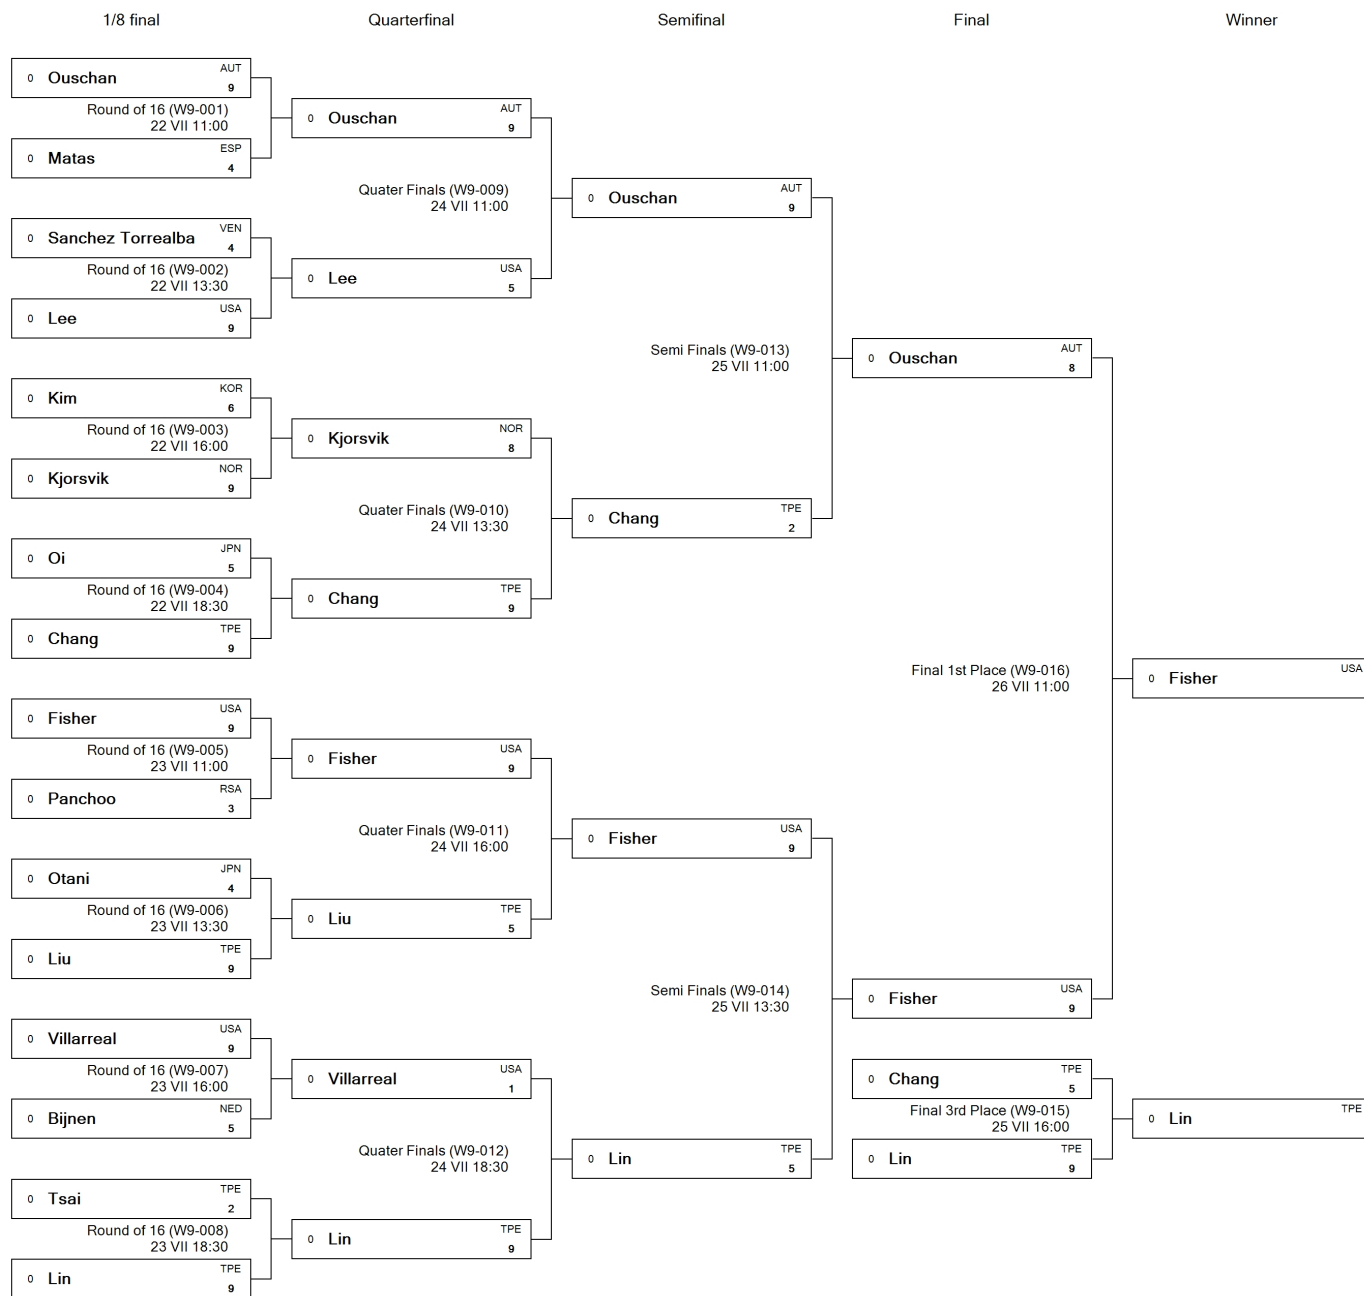 1/8 final
Quarterfinal
Semifinal
Final
Winner
0 Ouschan AUT 9
Round of 16 (W9-001)
22 VII 11:00
0 Matas ESP 4
0 Sanchez Torrealba VEN 4
Round of 16 (W9-002)
22 VII 13:30
0 Lee USA 9
0 Kim KOR 6
Round of 16 (W9-003)
22 VII 16:00
0 Kjorsvik NOR 9
0 Oi JPN 5
Round of 16 (W9-004)
22 VII 18:30
0 Chang TPE 9
0 Fisher USA 9
Round of 16 (W9-005)
23 VII 11:00
0 Panchoo RSA 3
0 Otani JPN 4
Round of 16 (W9-006)
23 VII 13:30
0 Liu TPE 9
0 Villarreal USA 9
Round of 16 (W9-007)
23 VII 16:00
0 Bijnen NED 5
0 Tsai TPE 2
Round of 16 (W9-008)
23 VII 18:30
0 Lin TPE 9
0 Ouschan AUT 9
Quater Finals (W9-009)
24 VII 11:00
0 Lee USA 5
0 Kjorsvik NOR 8
Quater Finals (W9-010)
24 VII 13:30
0 Chang TPE 9
0 Fisher USA 9
Quater Finals (W9-011)
24 VII 16:00
0 Liu TPE 5
0 Villarreal USA 1
Quater Finals (W9-012)
24 VII 18:30
0 Lin TPE 9
0 Ouschan AUT 9
Semi Finals (W9-013)
25 VII 11:00
0 Chang TPE 2
0 Fisher USA 9
Semi Finals (W9-014)
25 VII 13:30
0 Lin TPE 5
0 Ouschan AUT 8
Final 1st Place (W9-016)
26 VII 11:00
0 Fisher USA 9
0 Chang TPE 5
Final 3rd Place (W9-015)
25 VII 16:00
0 Lin TPE 9
0 Fisher USA
0 Lin TPE